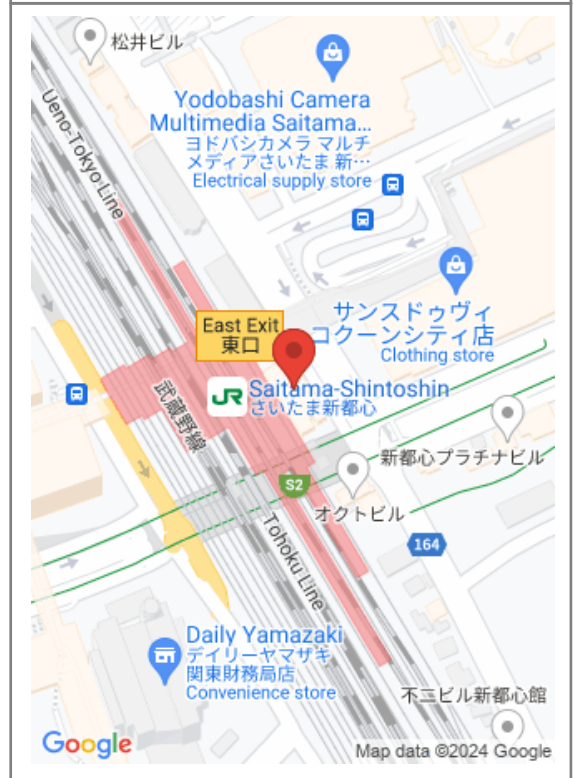 松井ビル
Ueno-Tokyo Line
Yodobashi Camera
Multimedia Saitama...
ヨドバシカメラ マルチ
メディアさいたま 新…
Electrical supply store
サンスドゥヴィ
コクーンシティ店
Clothing store
East Exit
東口
JR
Saitama-Shintoshin
さいたま新都心
武蔵野線
新都心プラチナビル
S2
オクトビル
164
Tohoku Line
Daily Yamazaki
デイリーヤマザキ
関東財務局店
Convenience store
不二ビル新都心館
Google
Map data ©2024 Google